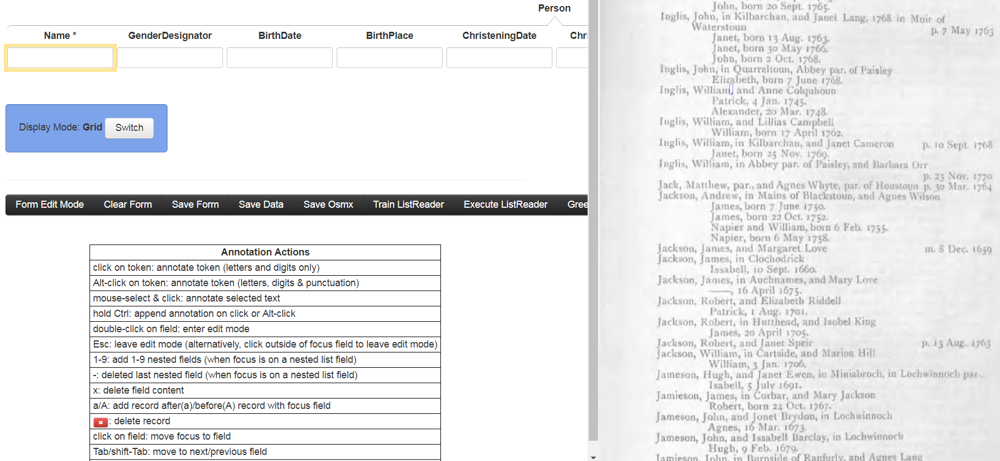 Person
Name *
GenderDesignator
BirthDate
BirthPlace
ChristeningDate
Chri
Display Mode: Grid
Switch
Form Edit Mode
Clear Form
Save Form
Save Data
Save Osmx
Train ListReader
Execute ListReader
Gree
Annotation Actions
click on token: annotate token (letters and digits only)
Alt-click on token: annotate token (letters, digits & punctuation)
mouse-select & click: annotate selected text
hold Ctrl: append annotation on click or Alt-click
double-click on field: enter edit mode
Esc: leave edit mode (alternatively, click outside of focus field to leave edit mode)
1-9: add 1-9 nested fields (when focus is on a nested list field)
-: deleted last nested field (when focus is on a nested list field)
x: delete field content
a/A: add record after(a)/before(A) record with focus field
: delete record
click on field: move focus to field
Tab/shift-Tab: move to next/previous field
John, born 20 Sept. 1765.
Inglis, John, in Kilbarchan, and Janet Lang, 1768 in Muir of
Waterstoun p. 7 May 1763
Janet, born 13 Aug. 1763.
Janet, born 30 May 1766.
John, born 2 Oct. 1768.
Inglis, John, in Quarreltoun, Abbey par. of Paisley
Elizabeth, born 7 June 1768.
Inglis, William, and Anne Colquhoun
Patrick, 4 Jan. 1745.
Alexander, 20 Mar. 1748.
Inglis, William, and Lillias Campbell
William, born 17 April 1762.
Inglis, William, in Kilbarchan, and Janet Cameron p. 10 Sept. 1768
Janet, born 25 Nov. 1769.
Inglis, William, in Abbey par. of Paisley, and Barbara Orr
p. 23 Nov. 1770
Jack, Matthew, par., and Agnes Whyte, par. of Houstoun p. 30 Mar. 1764
Jackson, Andrew, in Mains of Blackstoun, and Agnes Wilson
James, born 7 June 1750.
James, born 22 Oct. 1752.
Napier and William, born 6 Feb. 1755.
Napier, born 6 May 1758.
Jackson, James, and Margaret Love m. 8 Dec. 1659
Jackson, James, in Clochodrick
Issabell, 10 Sept. 1660.
Jackson, James, in Auchnames, and Mary Love
——, 16 April 1675.
Jackson, Robert, and Elizabeth Riddell
Patrick, 1 Aug. 1701.
Jackson, Robert, in Hutthead, and Isobel King
James, 20 April 1705.
Jackson, Robert, and Janet Speir p. 13 Aug. 1763
Jackson, William, in Cartside, and Marion Hill
William, 3 Jan. 1706.
Jameson, Hugh, and Janet Ewen, in Miniabroch, in Lochwinnoch par.
Isabell, 5 July 1691.
Jamieson, James, in Corbar, and Mary Jackson
Robert, born 24 Oct. 1767.
Jameson, John, and Jonet Brydon, in Lochwinnoch
Agnes, 16 Mar. 1673.
Jameson, John, and Issabell Barclay, in Lochwinnoch
Hugh, 9 Feb. 1679.
Jamieson, John, in Burnside of Ranfurly, and Agnes Lang